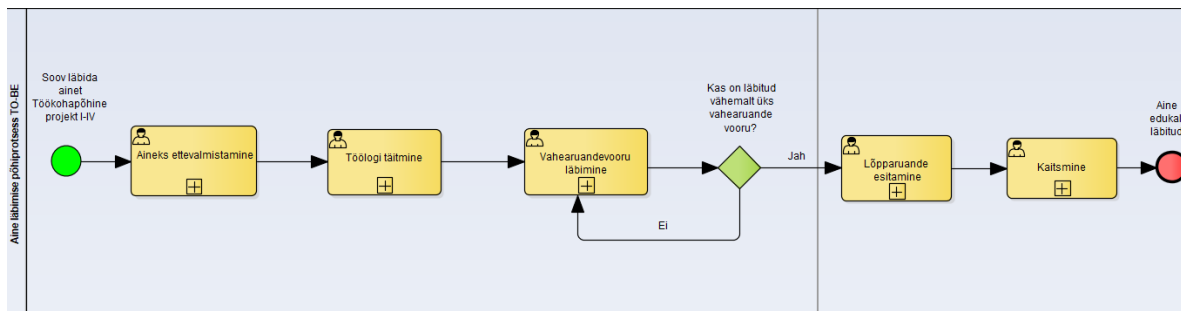 Aine läbimise põhiprotsess TO-BE
Soov läbida
ainet
Töökohapõhine
projekt I-IV
Aineks ettevalmistamine
Töölogi täitmine
Vahearuandevooru
läbimine
Kas on läbitud
vähemalt üks
vahearuande
vooru?
Jah
Ei
Lõpparuande
esitamine
Kaitsmine
Aine
edukal
läbitud